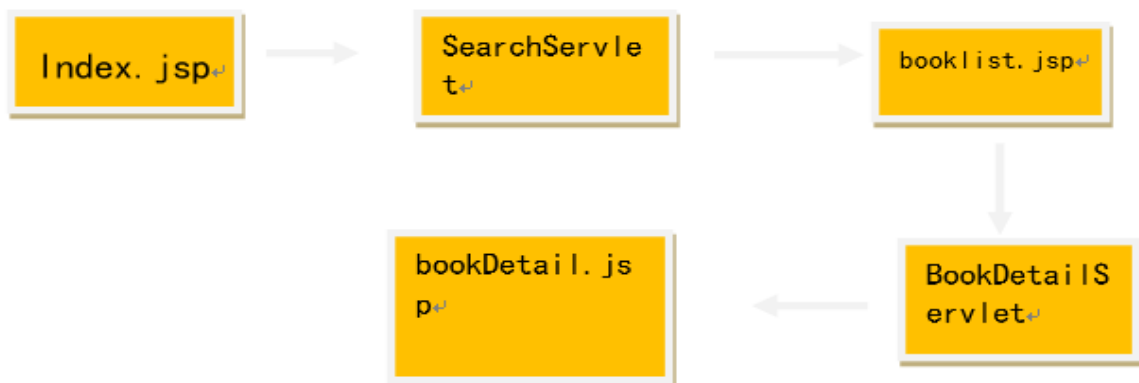 Index. jsp
SearchServle
t
booklist. jsp
BookDetailS
ervlet
bookDetail. js
p